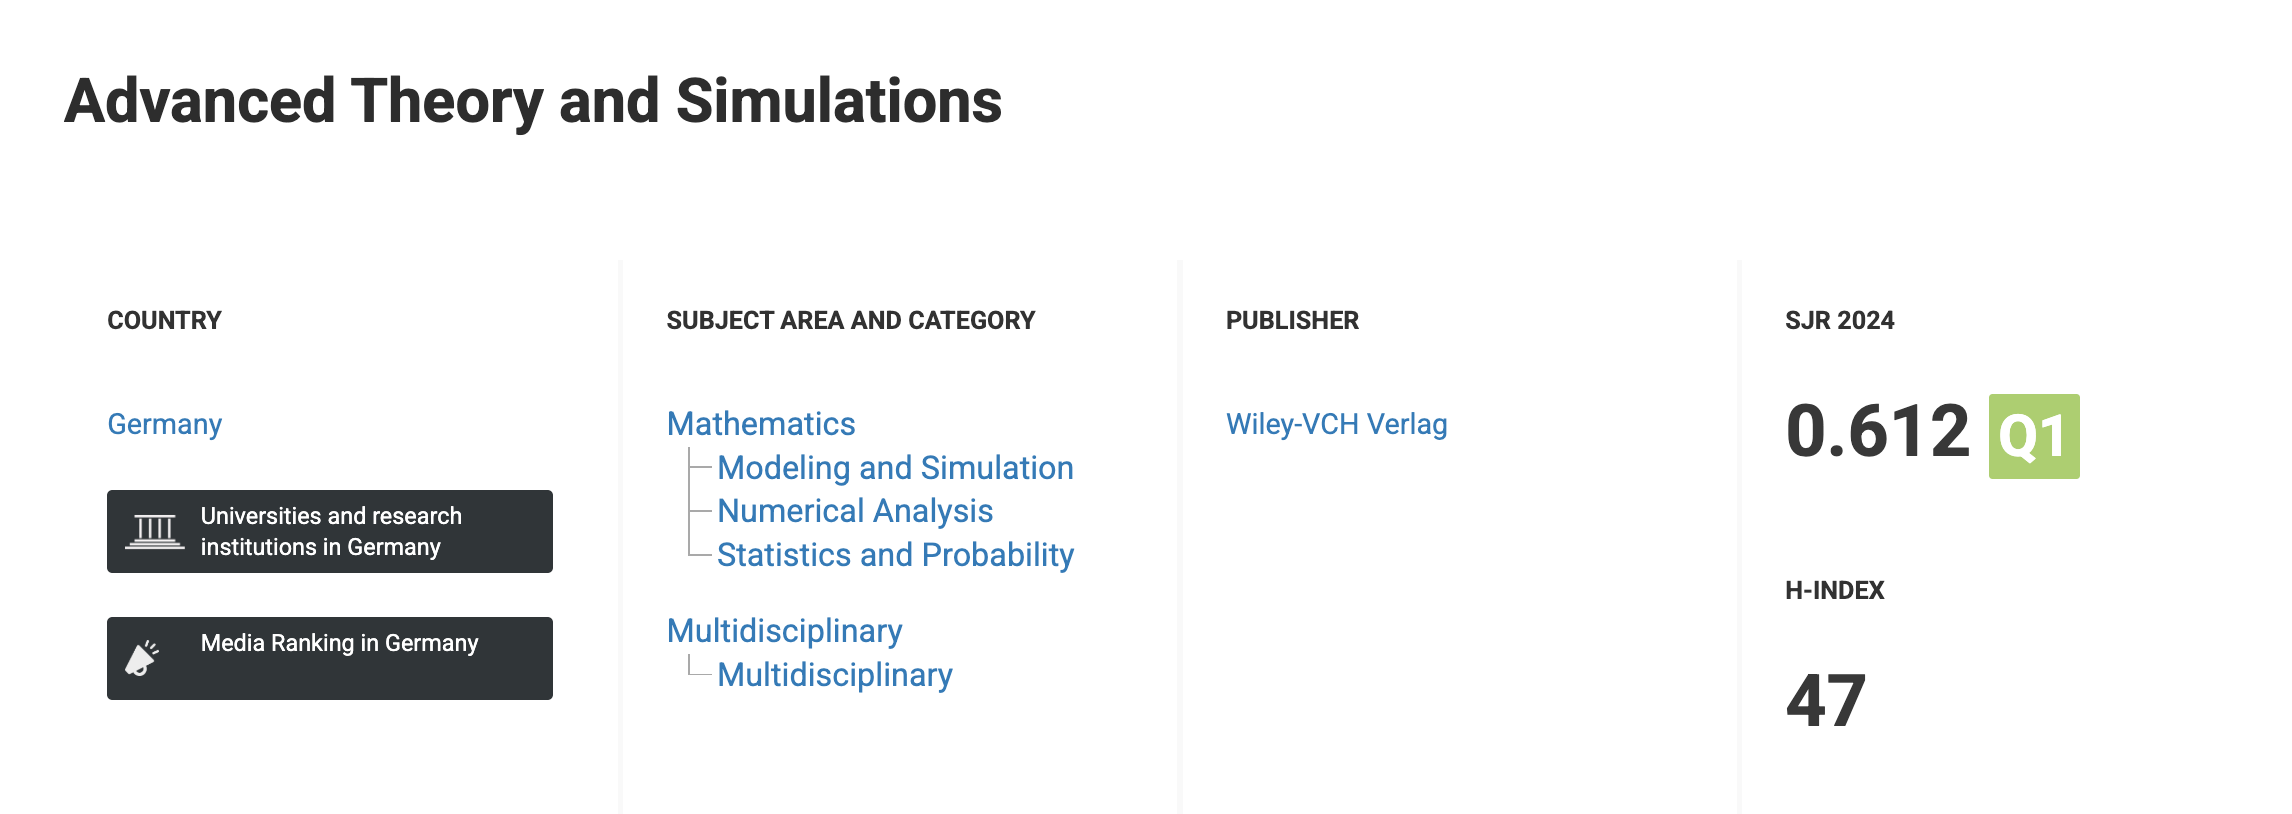 Advanced Theory and Simulations
COUNTRY
Germany
Universities and research
institutions in Germany
Media Ranking in Germany
SUBJECT AREA AND CATEGORY
Mathematics
Modeling and Simulation
Numerical Analysis
Statistics and Probability
Multidisciplinary
Multidisciplinary
PUBLISHER
Wiley-VCH Verlag
SJR 2024
0.612 Q1
H-INDEX
47